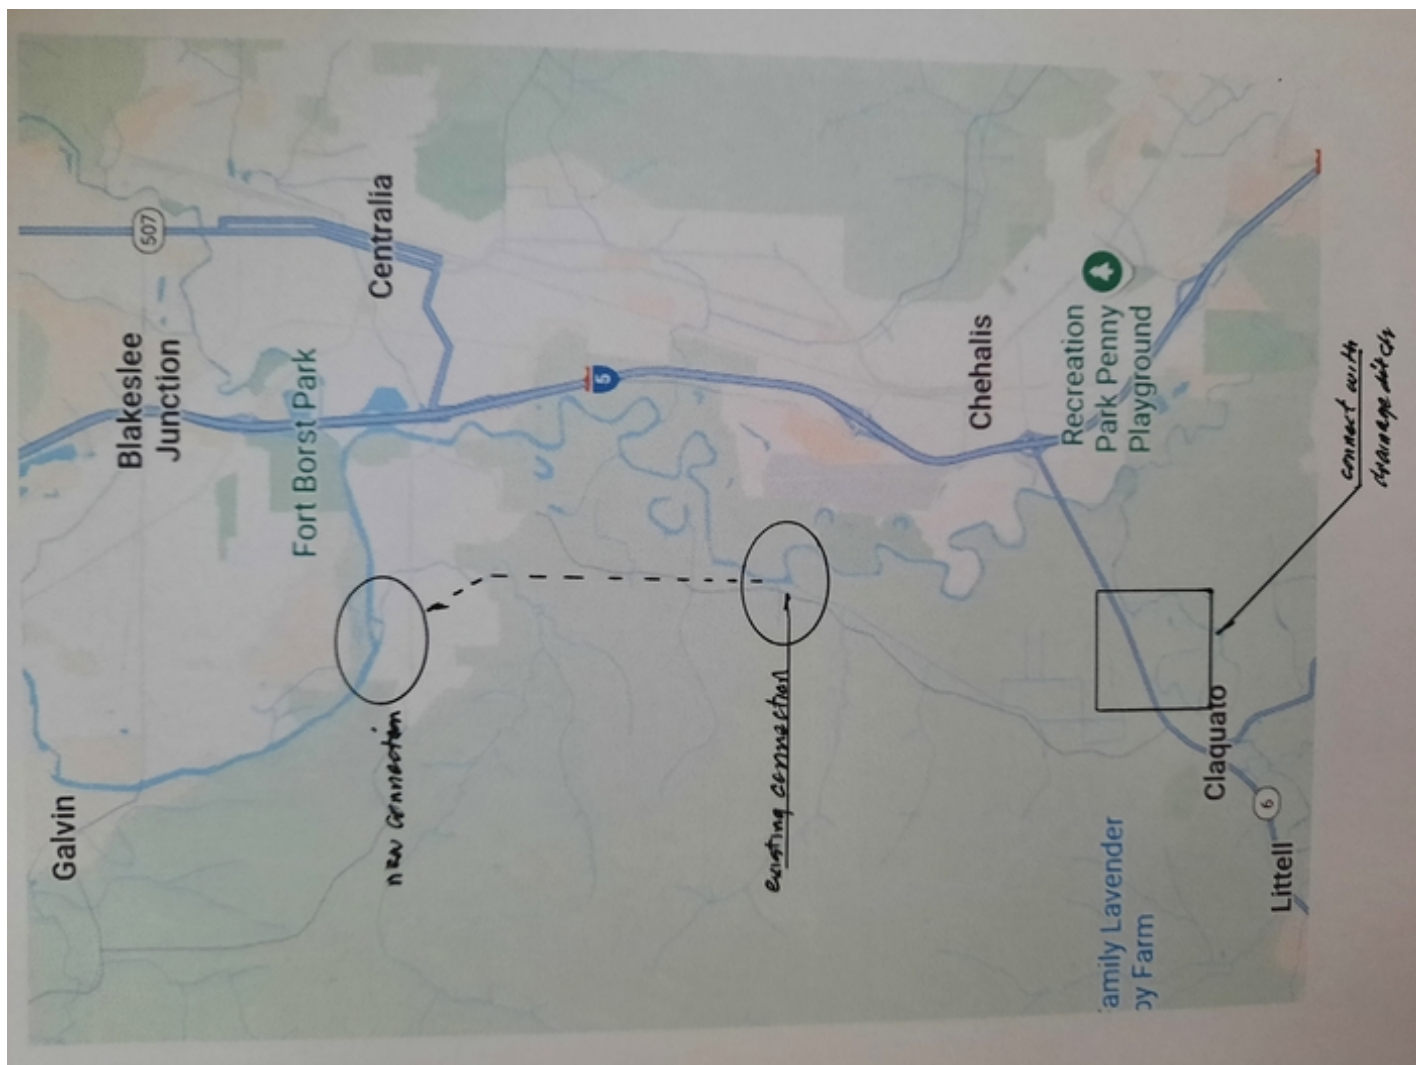 507
Centralia
Blakeslee
Junction
Fort Borst Park
5
Chehalis
Recreation
Park Penny
Playground
connect with
drainage ditch
Galvin
new connection
existing connection
Claquato
6
Littell
amily Lavender
by Farm